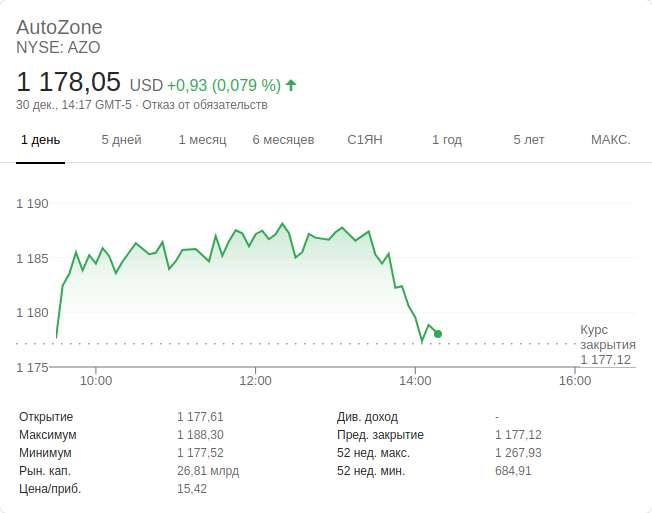 AutoZone
NYSE: AZO
1 178,05 USD +0,93 (0,079 %)
30 дек., 14:17 GMT-5 · Отказ от обязательств
1 день 5 дней 1 месяц 6 месяцев С1ЯН 1 год 5 лет МАКС.
1 190
1 185
1 180
Курс
закрытия
1 177,12
1 175
10:00 12:00 14:00 16:00
Открытие 1 177,61 Див. доход -
Максимум 1 188,30 Пред. закрытие 1 177,12
Минимум 1 177,52 52 нед. макс. 1 267,93
Рын. кап. 26,81 млрд 52 нед. мин. 684,91
Цена/приб. 15,42